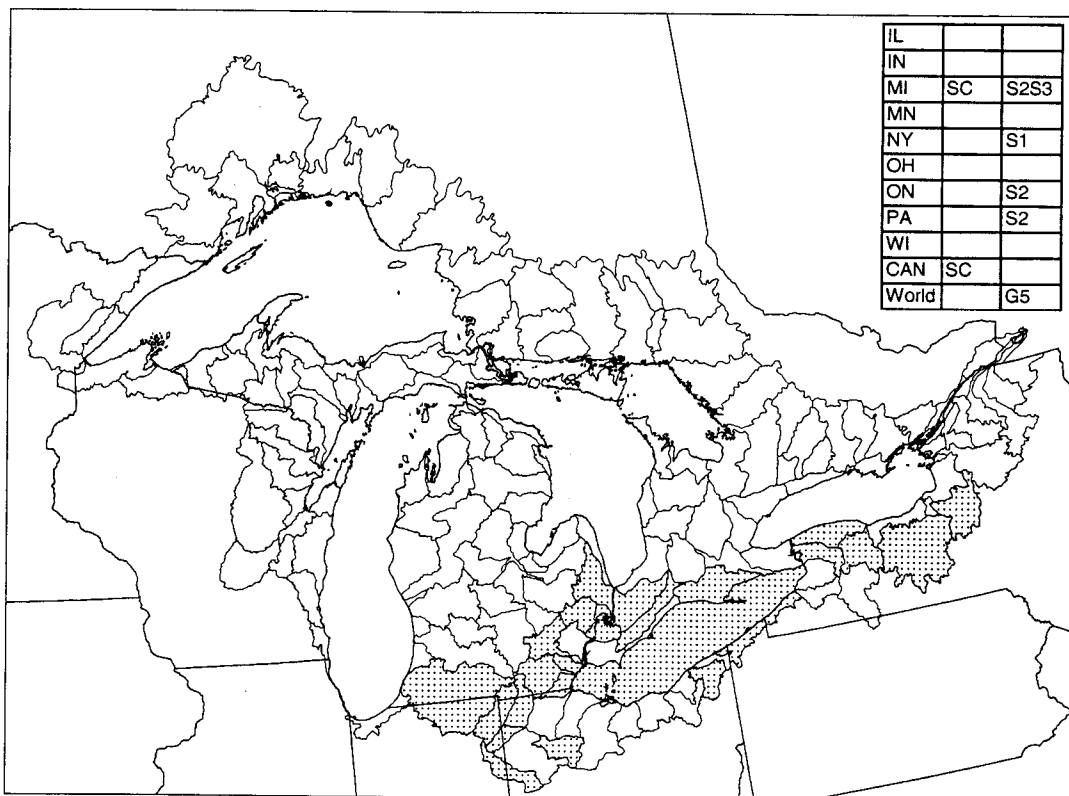 IL
IN
MI SC S2S3
MN
NY S1
OH
ON S2
PA S2
WI
CAN SC
World G5